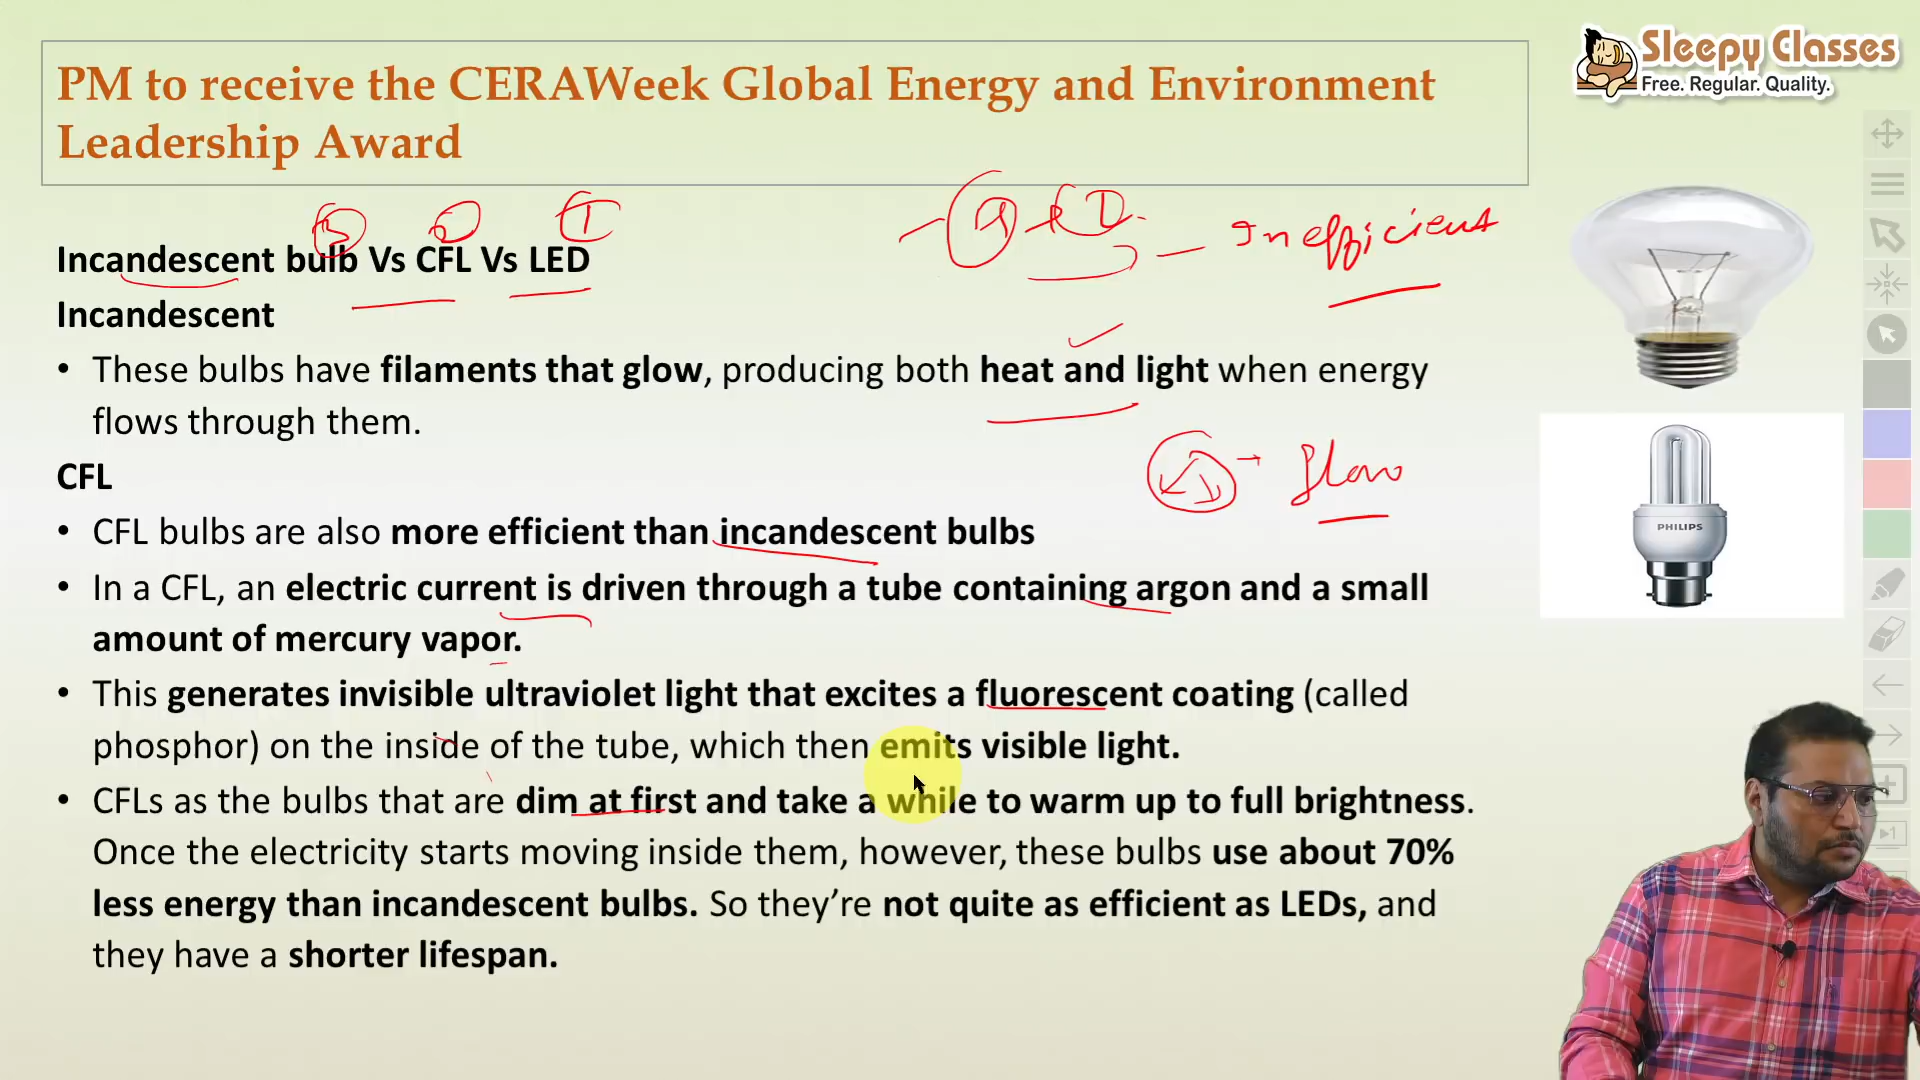 PM to receive the CERAWeek Global Energy and Environment
Leadership Award
Sleepy Classes
Free. Regular. Quality.
Inefficient
Incandescent bulb Vs CFL Vs LED
Incandescent
• These bulbs have filaments that glow, producing both heat and light when energy
flows through them.
CFL
• CFL bulbs are also more efficient than incandescent bulbs
• In a CFL, an electric current is driven through a tube containing argon and a small
amount of mercury vapor.
• This generates invisible ultraviolet light that excites a fluorescent coating (called
phosphor) on the inside of the tube, which then emits visible light.
• CFLs as the bulbs that are dim at first and take a while to warm up to full brightness.
Once the electricity starts moving inside them, however, these bulbs use about 70%
less energy than incandescent bulbs. So they’re not quite as efficient as LEDs, and
they have a shorter lifespan.
PHILIPS